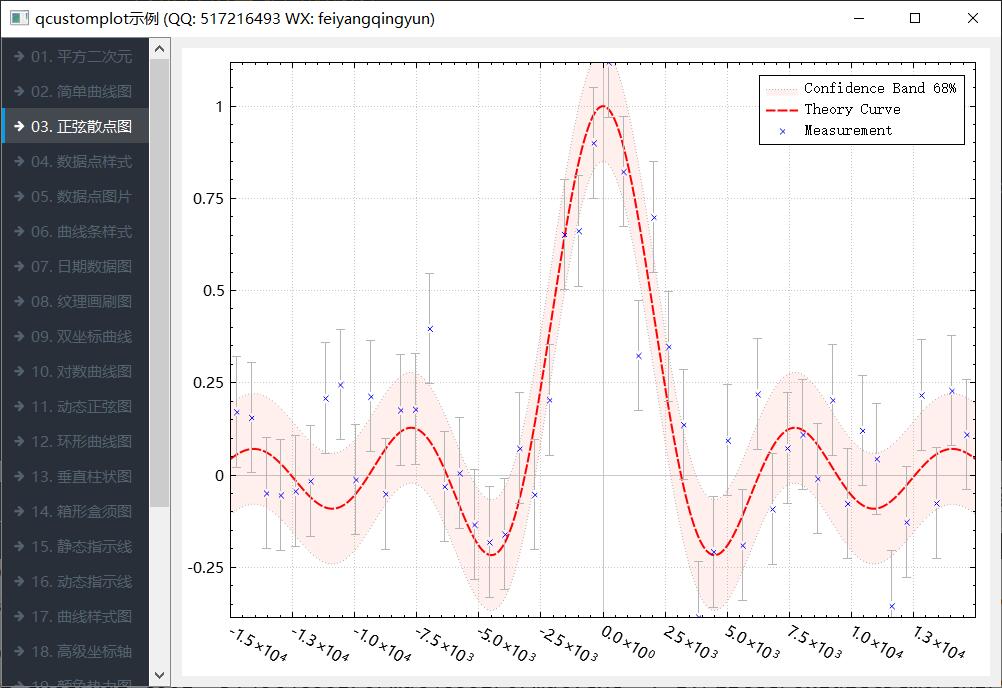 qcustomplot示例 (QQ: 517216493 WX: feiyangqingyun)
01. 平方二次元
02. 简单曲线图
03. 正弦散点图
04. 数据点样式
05. 数据点图片
06. 曲线条样式
07. 日期数据图
08. 纹理画刷图
09. 双坐标曲线
10. 对数曲线图
11. 动态正弦图
12. 环形曲线图
13. 垂直柱状图
14. 箱形盒须图
15. 静态指示线
16. 动态指示线
17. 曲线样式图
18. 高级坐标轴
Confidence Band 68%
Theory Curve
Measurement
1
0.75
0.5
0.25
0
-0.25
-1.5×10⁴
-1.3×10⁴
-1.0×10⁴
-7.5×10³
-5.0×10³
-2.5×10³
0.0×10⁰
2.5×10³
5.0×10³
7.5×10³
1.0×10⁴
1.3×10⁴